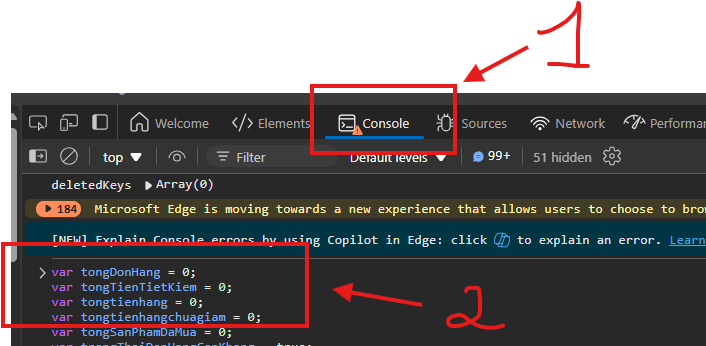 1
Welcome Elements Console Sources Network Performan
top Filter Default levels 99+ 51 hidden
deletedKeys Array(0)
184 Microsoft Edge is moving towards a new experience that allows users to choose to bro
[NEW] Explain Console errors by using Copilot in Edge: click to explain an error. Learn
var tongDonHang = 0;
var tongTienTietKiem = 0;
var tongtienhang = 0;
var tongtienhangchuagiam = 0;
var tongSanPhamDaMua = 0;
2